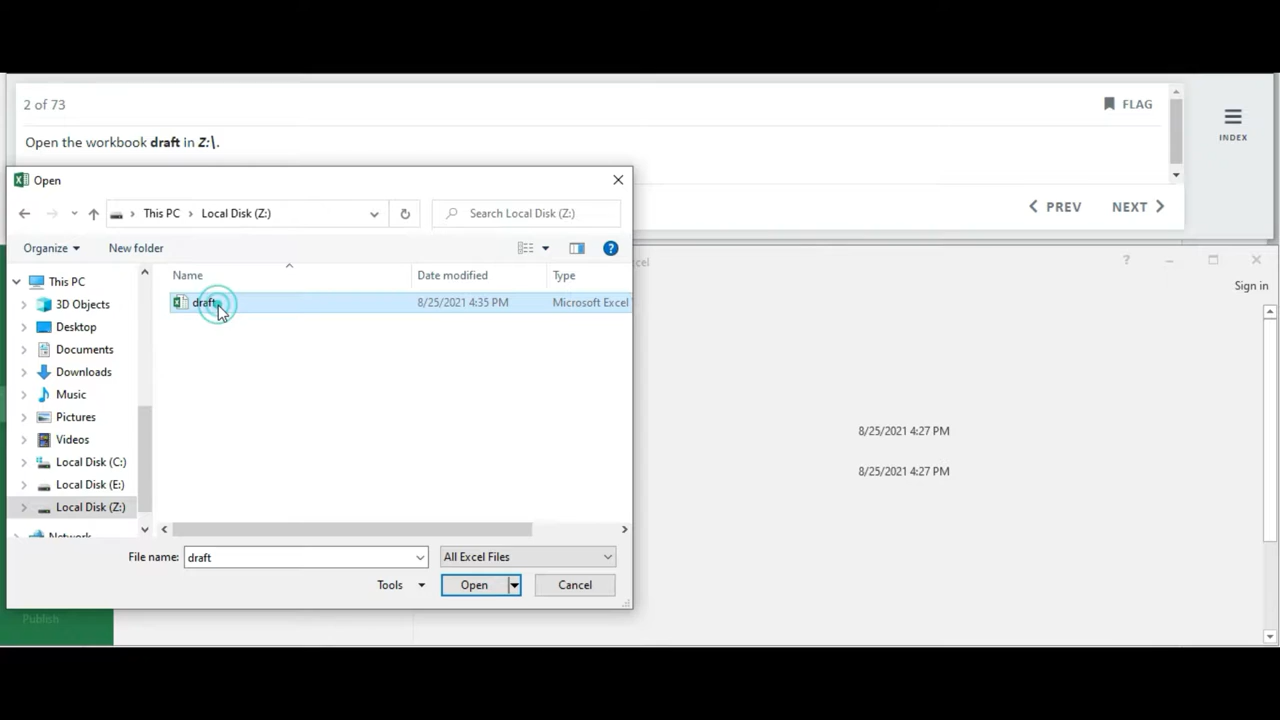 2 of 73
FLAG
INDEX
Open the workbook draft in Z:\.
PREV
NEXT
Open
This PC
Local Disk (Z:)
Search Local Disk (Z:)
Organize
New folder
Name
Date modified
Type
draft
8/25/2021 4:35 PM
Microsoft Excel
This PC
3D Objects
Desktop
Documents
Downloads
Music
Pictures
Videos
Local Disk (C:)
Local Disk (E:)
Local Disk (Z:)
Network
File name:
draft
All Excel Files
Tools
Open
Cancel
Sign in
8/25/2021 4:27 PM
8/25/2021 4:27 PM
Publish